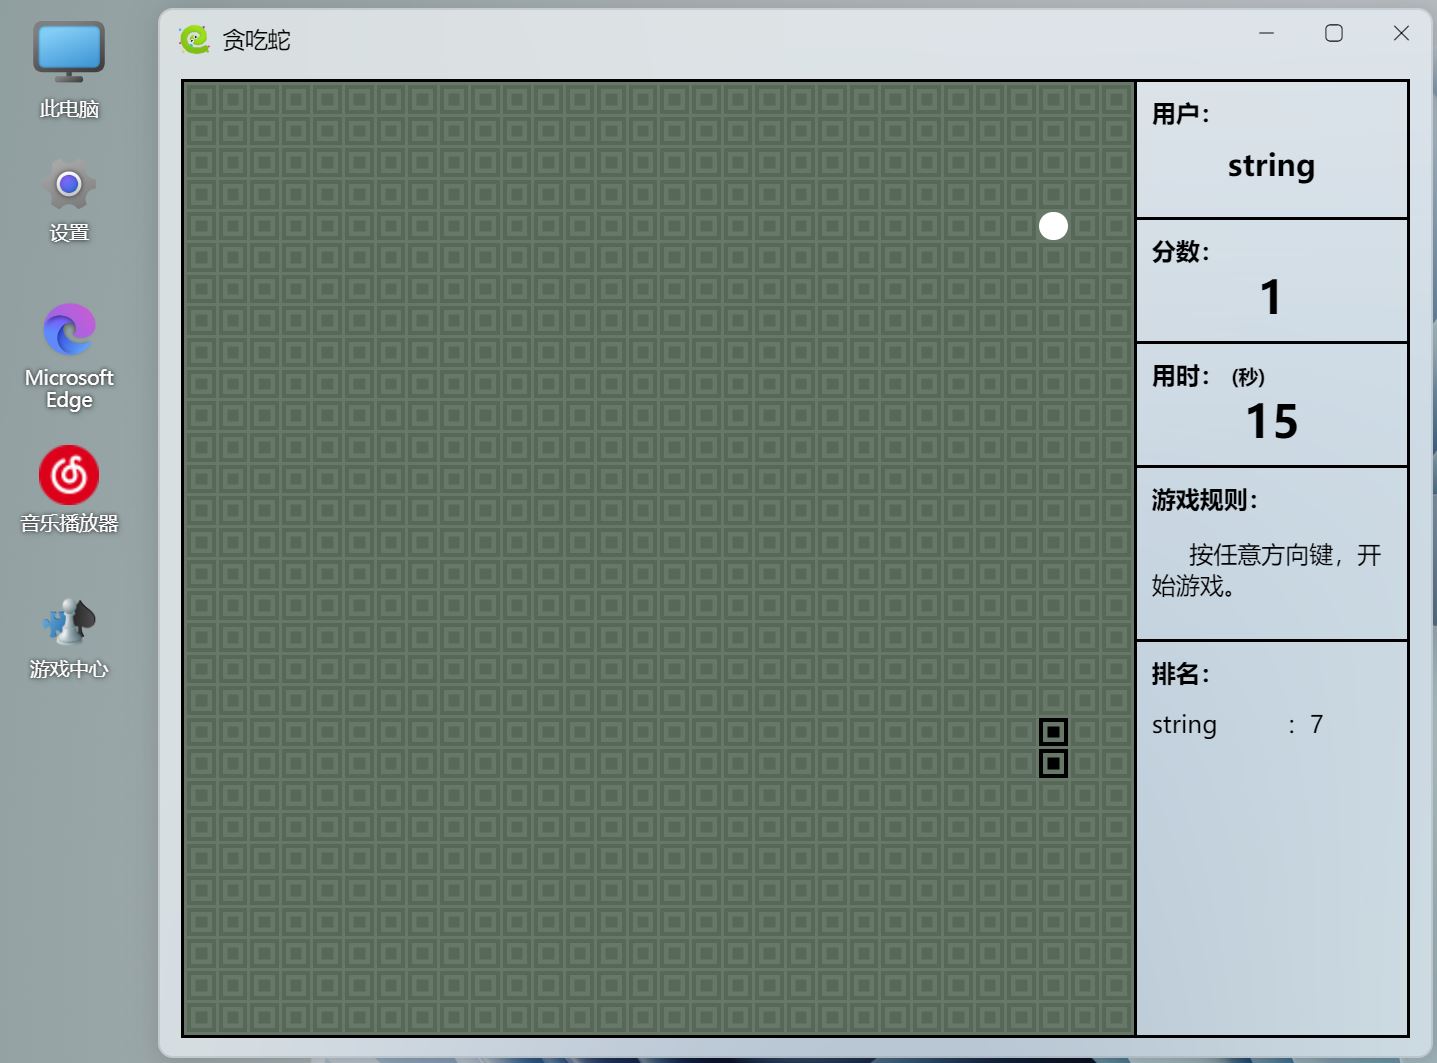 此电脑
设置
Microsoft
Edge
音乐播放器
游戏中心
贪吃蛇
用户：
string
分数：
1
用时： (秒)
15
游戏规则：
按任意方向键，开
始游戏。
排名：
string : 7